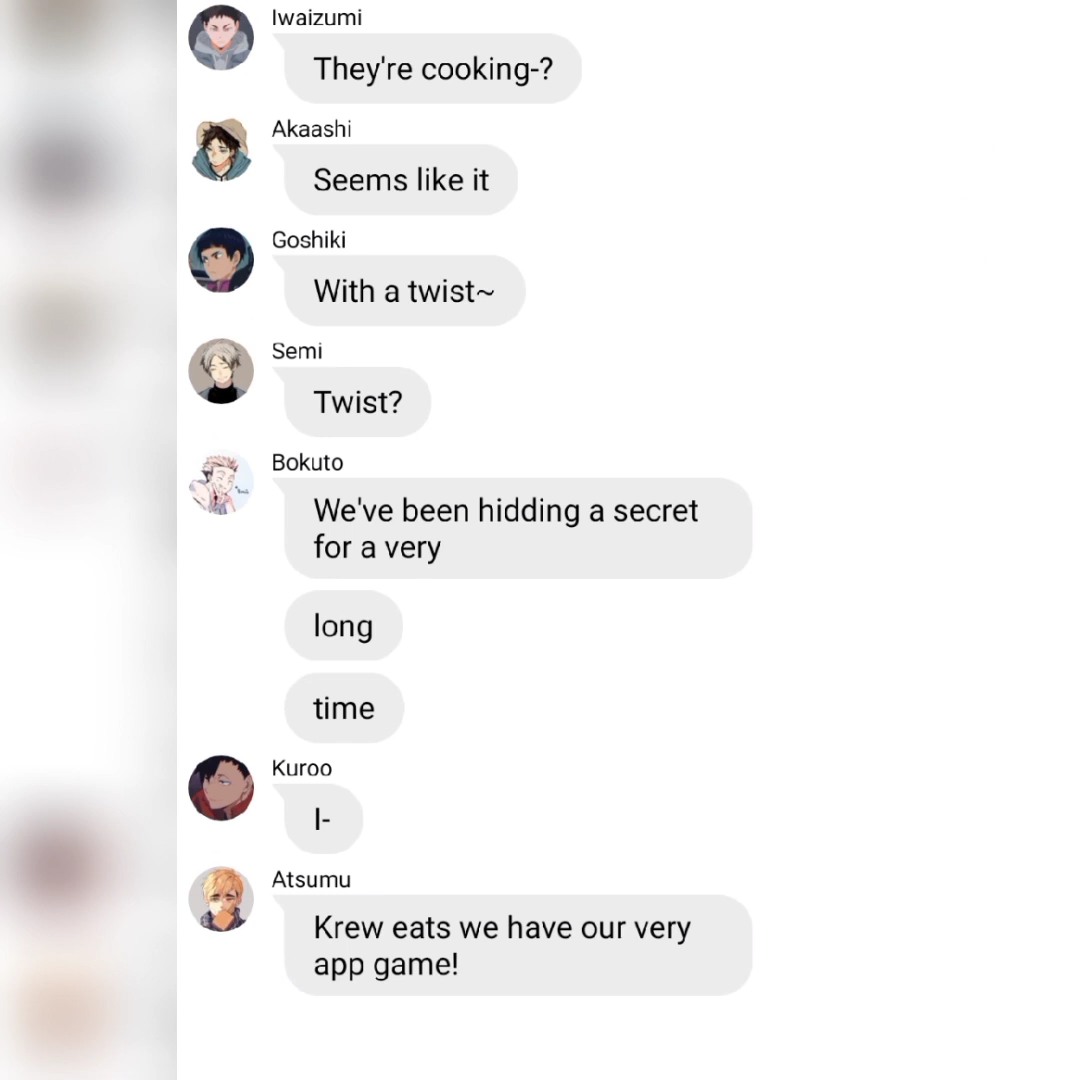 Iwaizumi
They're cooking-?
Akaashi
Seems like it
Goshiki
With a twist~
Semi
Twist?
Bokuto
We've been hidding a secret
for a very
long
time
Kuroo
I-
Atsumu
Krew eats we have our very
app game!